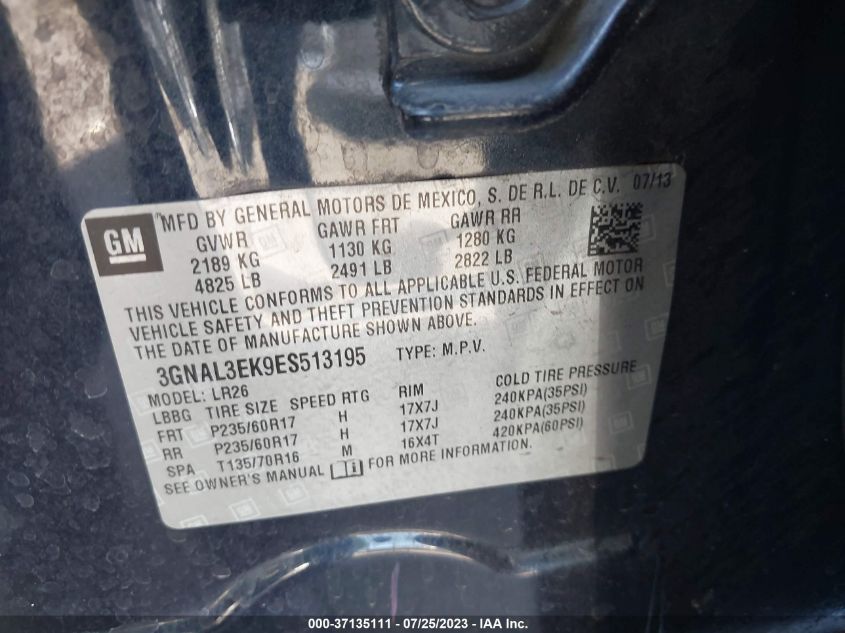 GM
MFD BY GENERAL MOTORS DE MEXICO, S. DE R.L. DE C.V. 07/13
GVWR GAWR FRT GAWR RR
2189 KG 1130 KG 1280 KG
4825 LB 2491 LB 2822 LB
THIS VEHICLE CONFORMS TO ALL APPLICABLE U.S. FEDERAL MOTOR
VEHICLE SAFETY AND THEFT PREVENTION STANDARDS IN EFFECT ON
THE DATE OF MANUFACTURE SHOWN ABOVE.
3GNAL3EK9ES513195 TYPE: M.P.V.
MODEL: LR26
LBBG TIRE SIZE SPEED RTG RIM COLD TIRE PRESSURE
FRT P235/60R17 H 17X7J 240KPA(35PSI)
RR P235/60R17 H 17X7J 240KPA(35PSI)
SPA T135/70R16 M 16X4T 420KPA(60PSI)
SEE OWNER'S MANUAL FOR MORE INFORMATION.
000-37135111 - 07/25/2023 - IAA Inc.